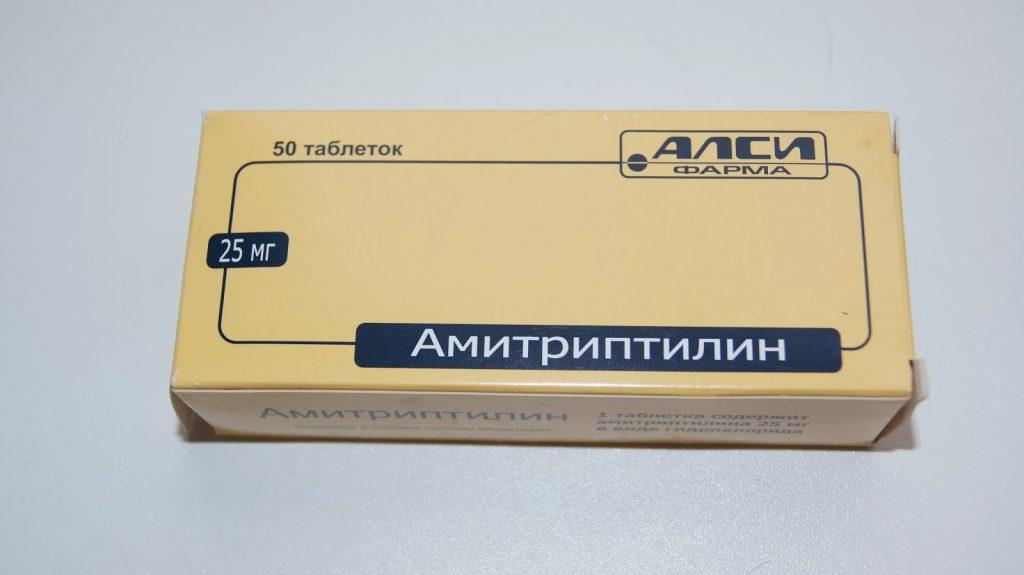 50 таблеток
АЛСИ
ФАРМА
25 мг
Амитриптилин
Амитриптилин
1 таблетка содержит
амитриптилина 25 мг
в виде гидрохлорида